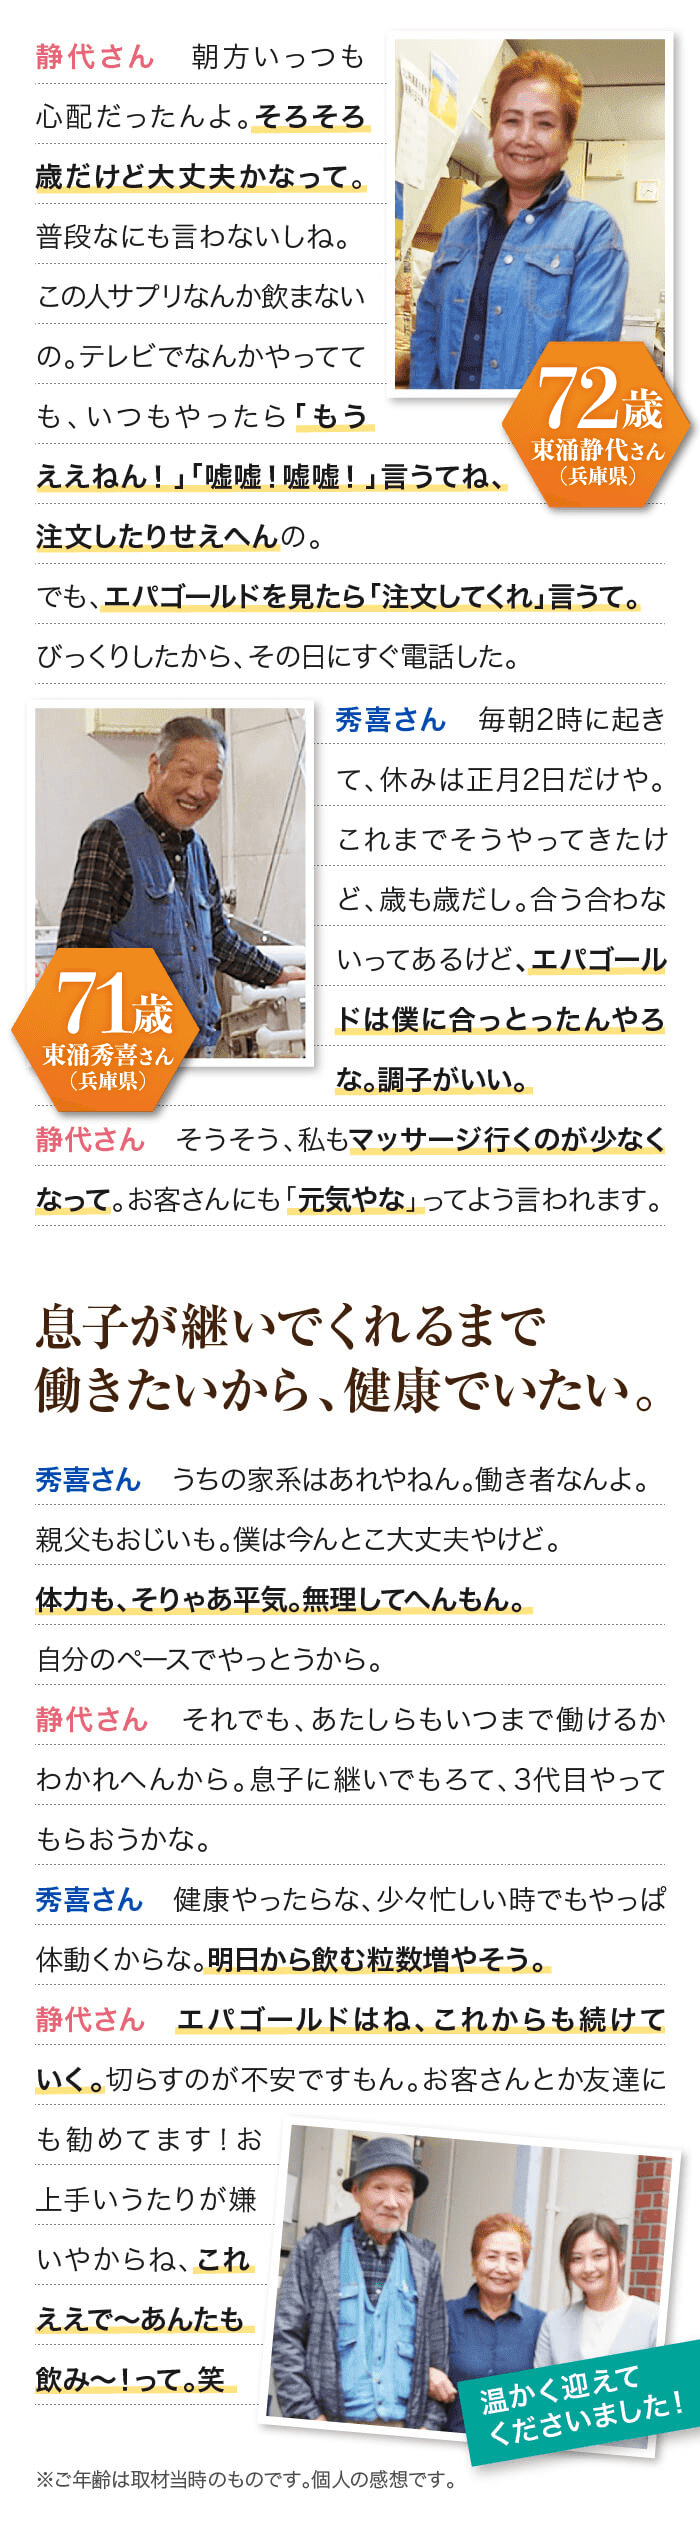 静代さん　朝方いっつも
心配だったんよ。そろそろ
歳だけど大丈夫かなって。
普段なにも言わないしね。
この人サプリなんか飲まない
の。テレビでなんかやってて
も、いつもやったら「もう
ええねん！」「嘘嘘！嘘嘘！」言うてね、
注文したりせえへんの。
でも、エパゴールドを見たら「注文してくれ」言うて。
びっくりしたから、その日にすぐ電話した。
72歳
東涌静代さん
（兵庫県）
秀喜さん　毎朝2時に起き
て、休みは正月2日だけや。
これまでそうやってきたけ
ど、歳も歳だし。合う合わな
いってあるけど、エパゴール
ドは僕に合っとったんやろ
な。調子がいい。
71歳
東涌秀喜さん
（兵庫県）
静代さん　そうそう、私もマッサージ行くのが少なく
なって。お客さんにも「元気やな」ってよう言われます。
息子が継いでくれるまで
働きたいから、健康でいたい。
秀喜さん　うちの家系はあれやねん。働き者なんよ。
親父もおじいも。僕は今んとこ大丈夫やけど。
体力も、そりゃあ平気。無理してへんもん。
自分のペースでやっとうから。
静代さん　それでも、あたしらもいつまで働けるか
わかれへんから。息子に継いでもろて、3代目やって
もらおうかな。
秀喜さん　健康やったらな、少々忙しい時でもやっぱ
体動くからな。明日から飲む粒数増やそう。
静代さん　エパゴールドはね、これからも続けて
いく。切らすのが不安ですもん。お客さんとか友達に
も勧めてます！お
上手いうたりが嫌
いやからね、これ
ええで〜あんたも
飲み〜！って。笑
温かく迎えて
くださいました！
※ご年齢は取材当時のものです。個人の感想です。